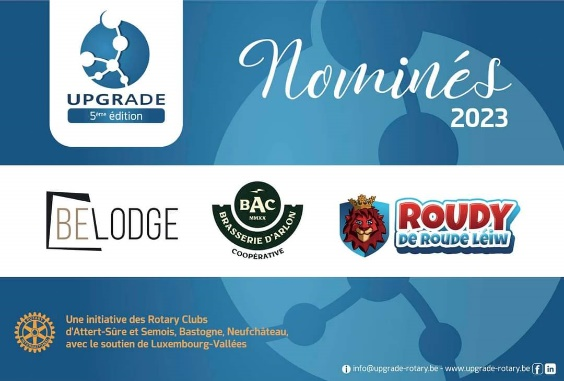 UPGRADE
5ème édition
Nominés
2023
BELODGE
BAC
MMXX
BRASSERIE D'ARLON
COOPÉRATIVE
ROUDY
DE ROUDE LÉIW
Une initiative des Rotary Clubs
d'Attert-Sûre et Semois, Bastogne, Neufchâteau,
avec le soutien de Luxembourg-Vallées
info@upgrade-rotary.be - www.upgrade-rotary.be